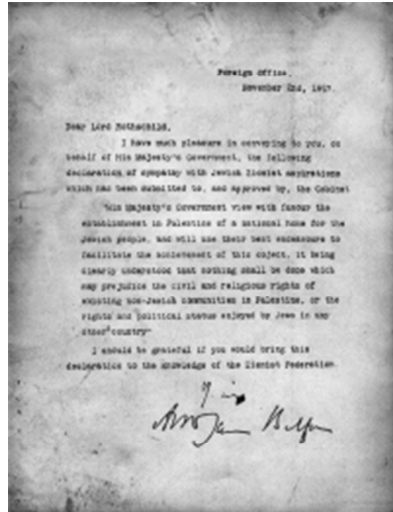 Foreign Office,
November 2nd, 1917.
Dear Lord Rothschild,
I have much pleasure in conveying to you, on
behalf of His Majesty's Government, the following
declaration of sympathy with Jewish Zionist aspirations
which has been submitted to, and approved by, the Cabinet
"His Majesty's Government view with favour the
establishment in Palestine of a national home for the
Jewish people, and will use their best endeavours to
facilitate the achievement of this object, it being
clearly understood that nothing shall be done which
may prejudice the civil and religious rights of
existing non-Jewish communities in Palestine, or the
rights and political status enjoyed by Jews in any
other country"
I should be grateful if you would bring this
declaration to the knowledge of the Zionist Federation.
Arthur James Balfour